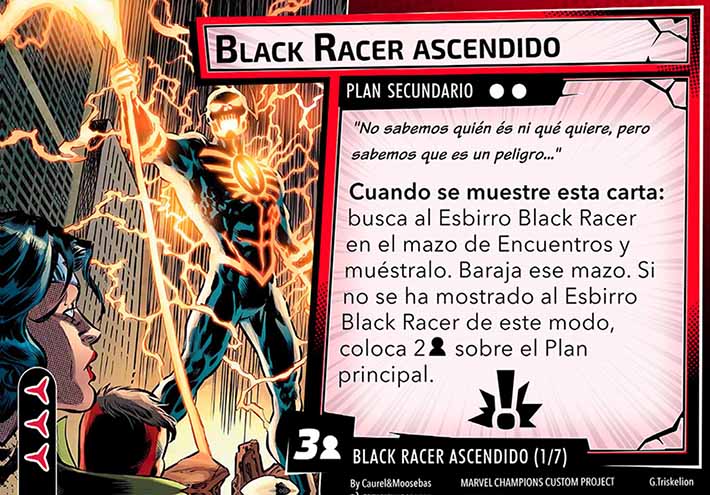 BLACK RACER ASCENDIDO
PLAN SECUNDARIO
"No sabemos quién és ni qué quiere, pero
sabemos que es un peligro..."
Cuando se muestre esta carta:
busca al Esbirro Black Racer
en el mazo de Encuentros y
muéstralo. Baraja ese mazo. Si
no se ha mostrado al Esbirro
Black Racer de este modo,
coloca 2 sobre el Plan
principal.
3
BLACK RACER ASCENDIDO (1/7)
By Caurel&Moosebas MARVEL CHAMPIONS CUSTOM PROJECT G.Triskelion